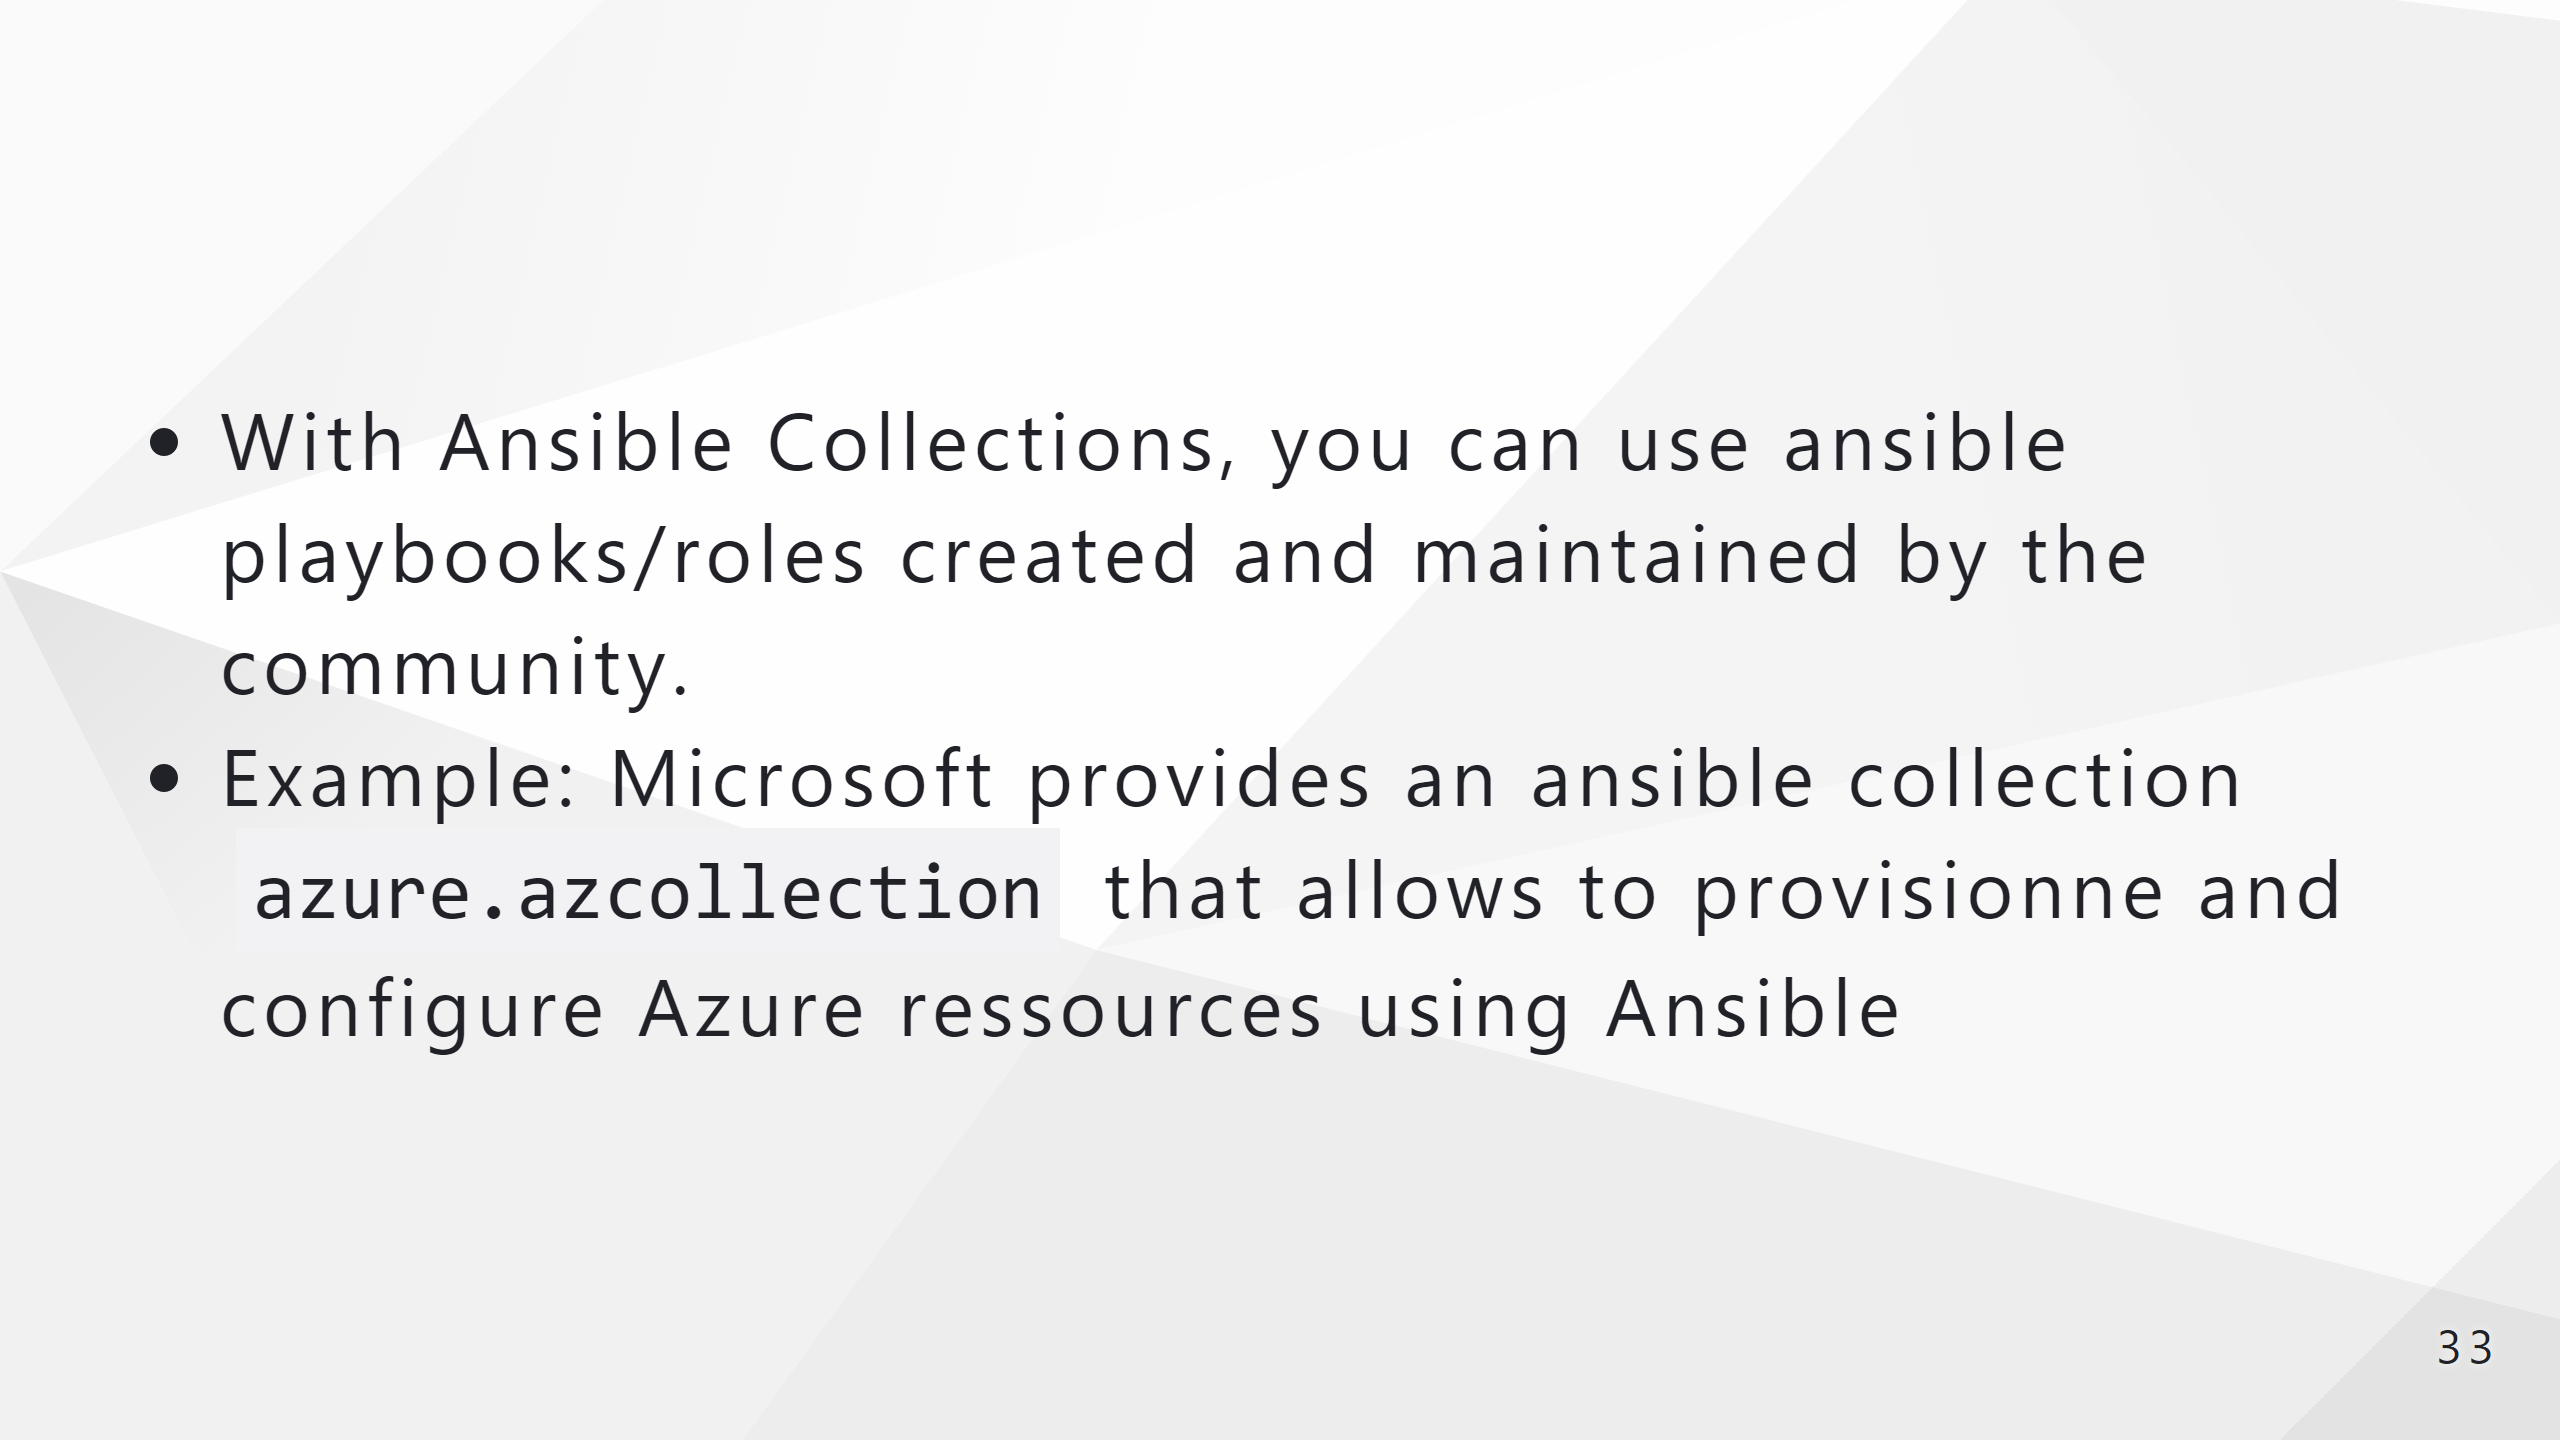 • With Ansible Collections, you can use ansible
playbooks/roles created and maintained by the
community.
• Example: Microsoft provides an ansible collection
azure.azcollection that allows to provisionne and
configure Azure ressources using Ansible
33